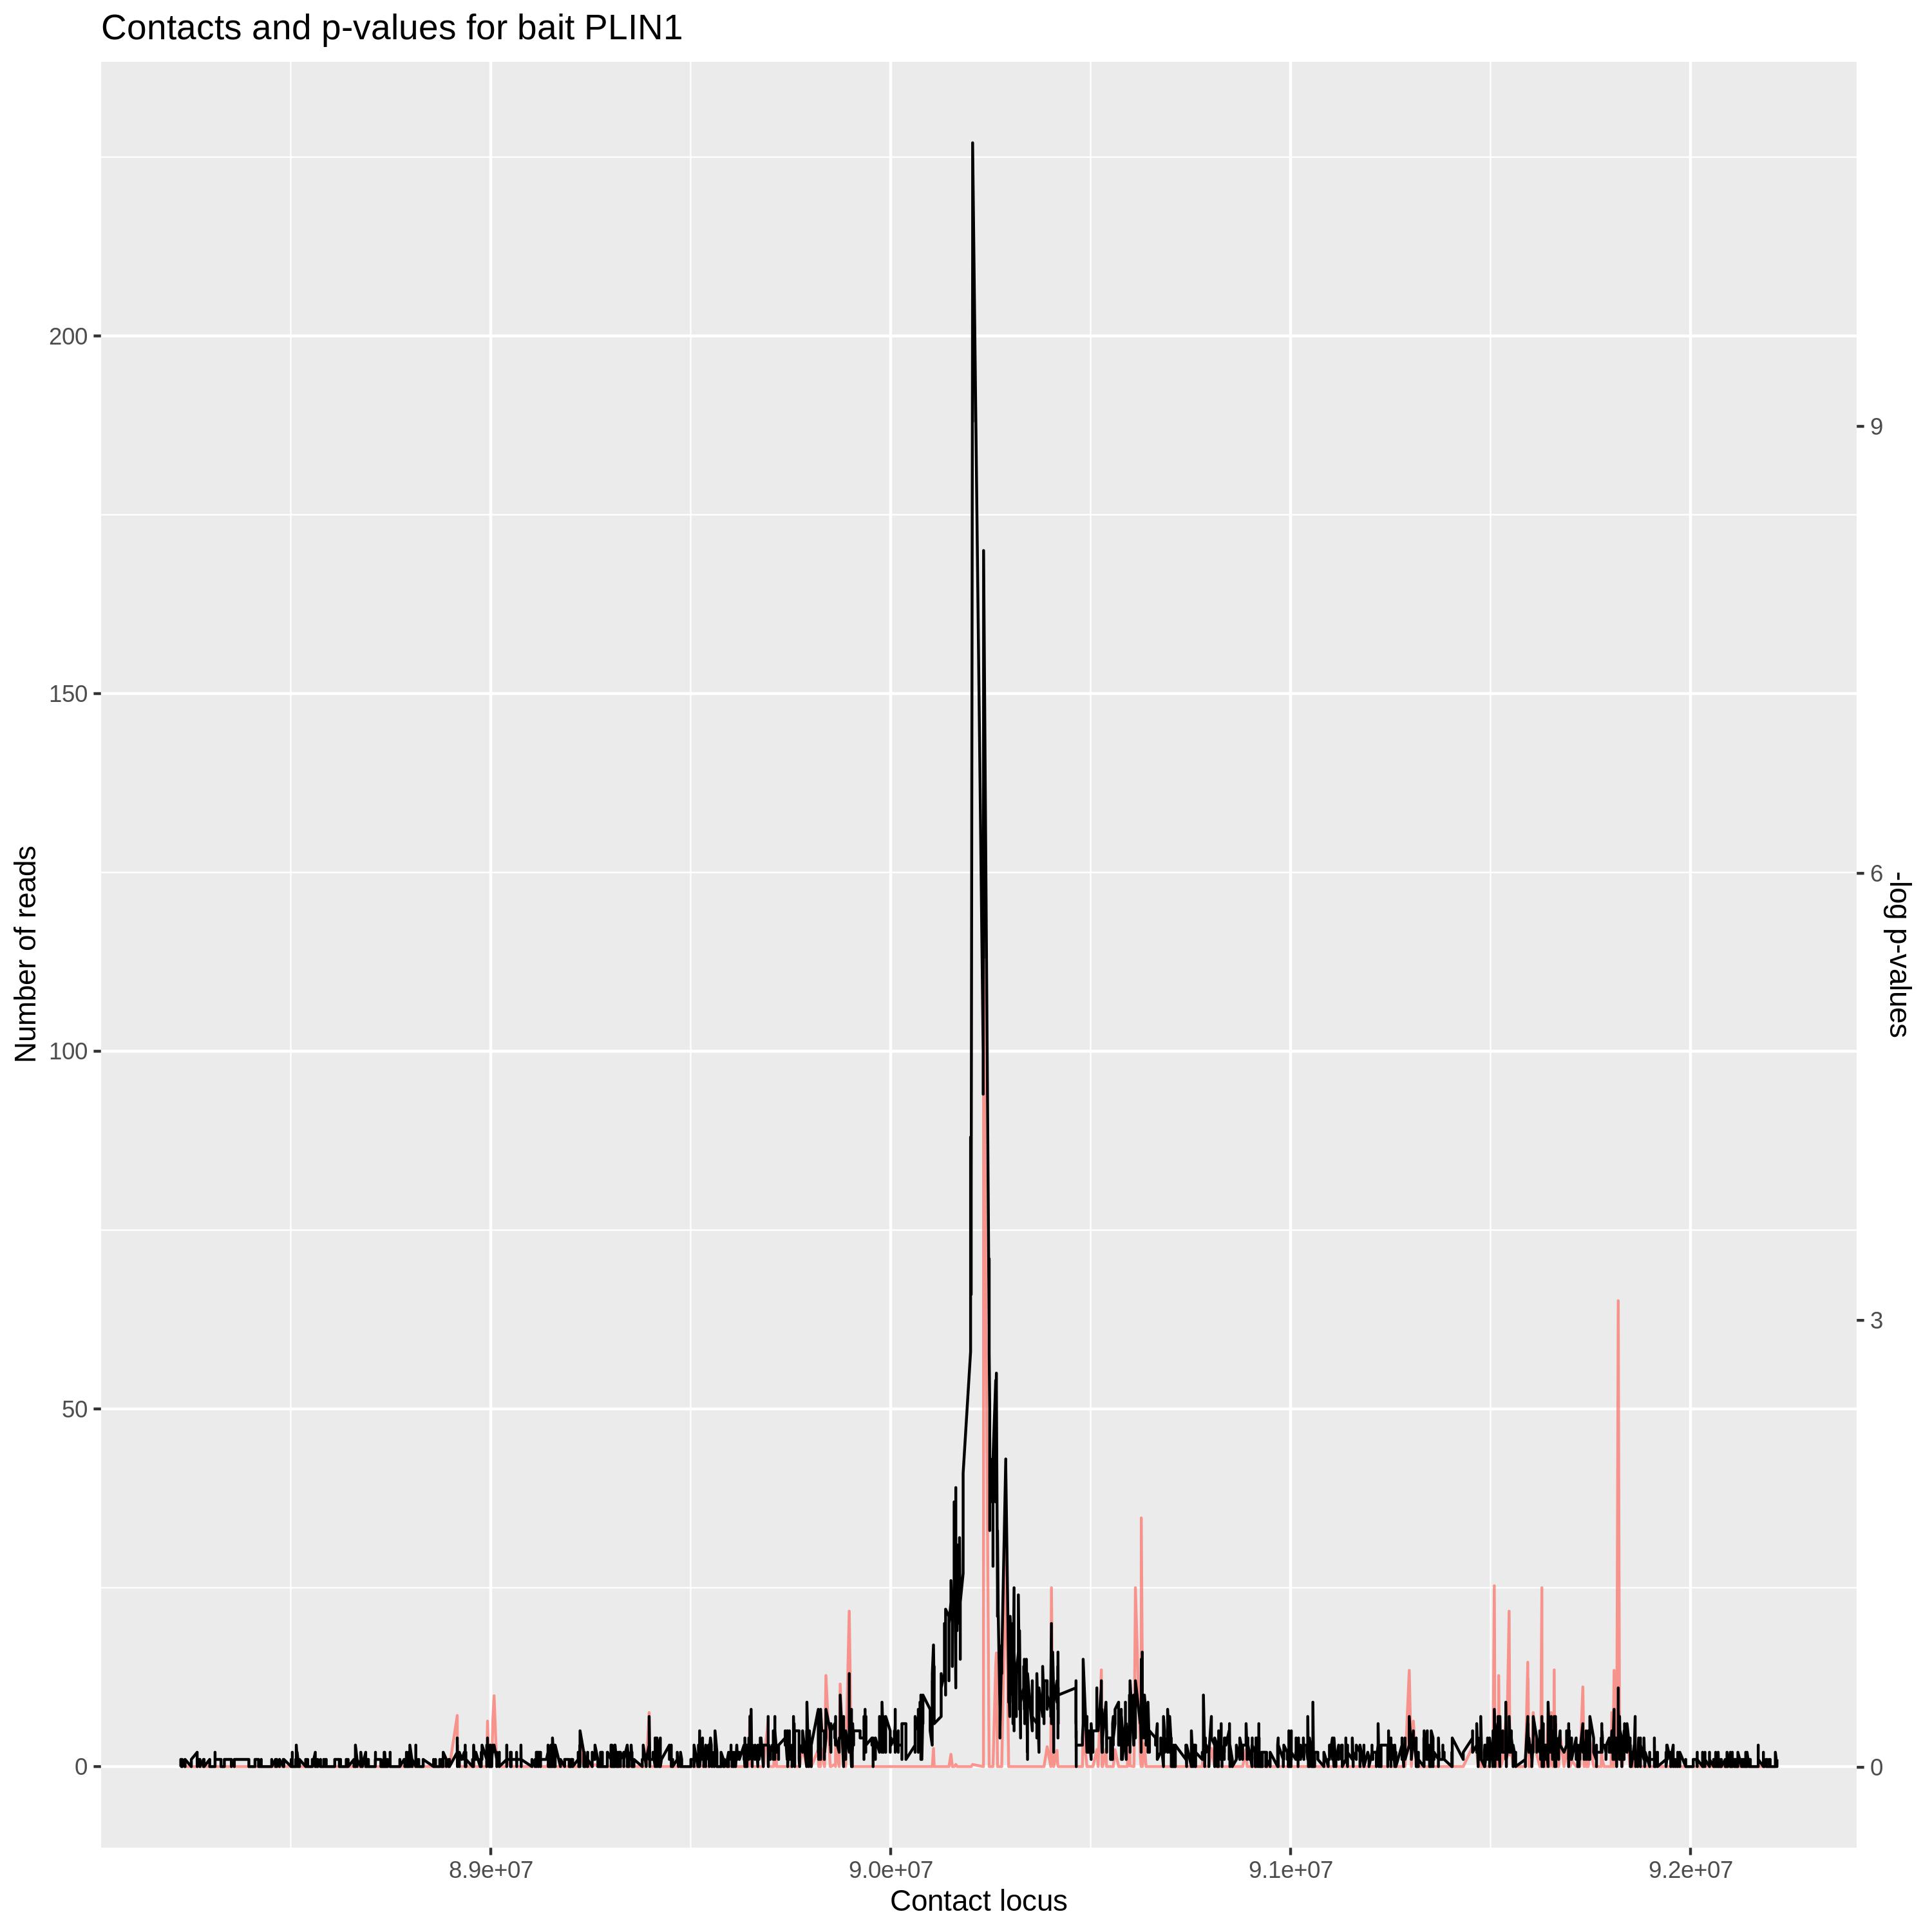 Contacts and p-values for bait PLIN1
200
150
100
50
0
Number of reads
9
6
3
0
-log p-values
8.9e+07
9.0e+07
9.1e+07
9.2e+07
Contact locus